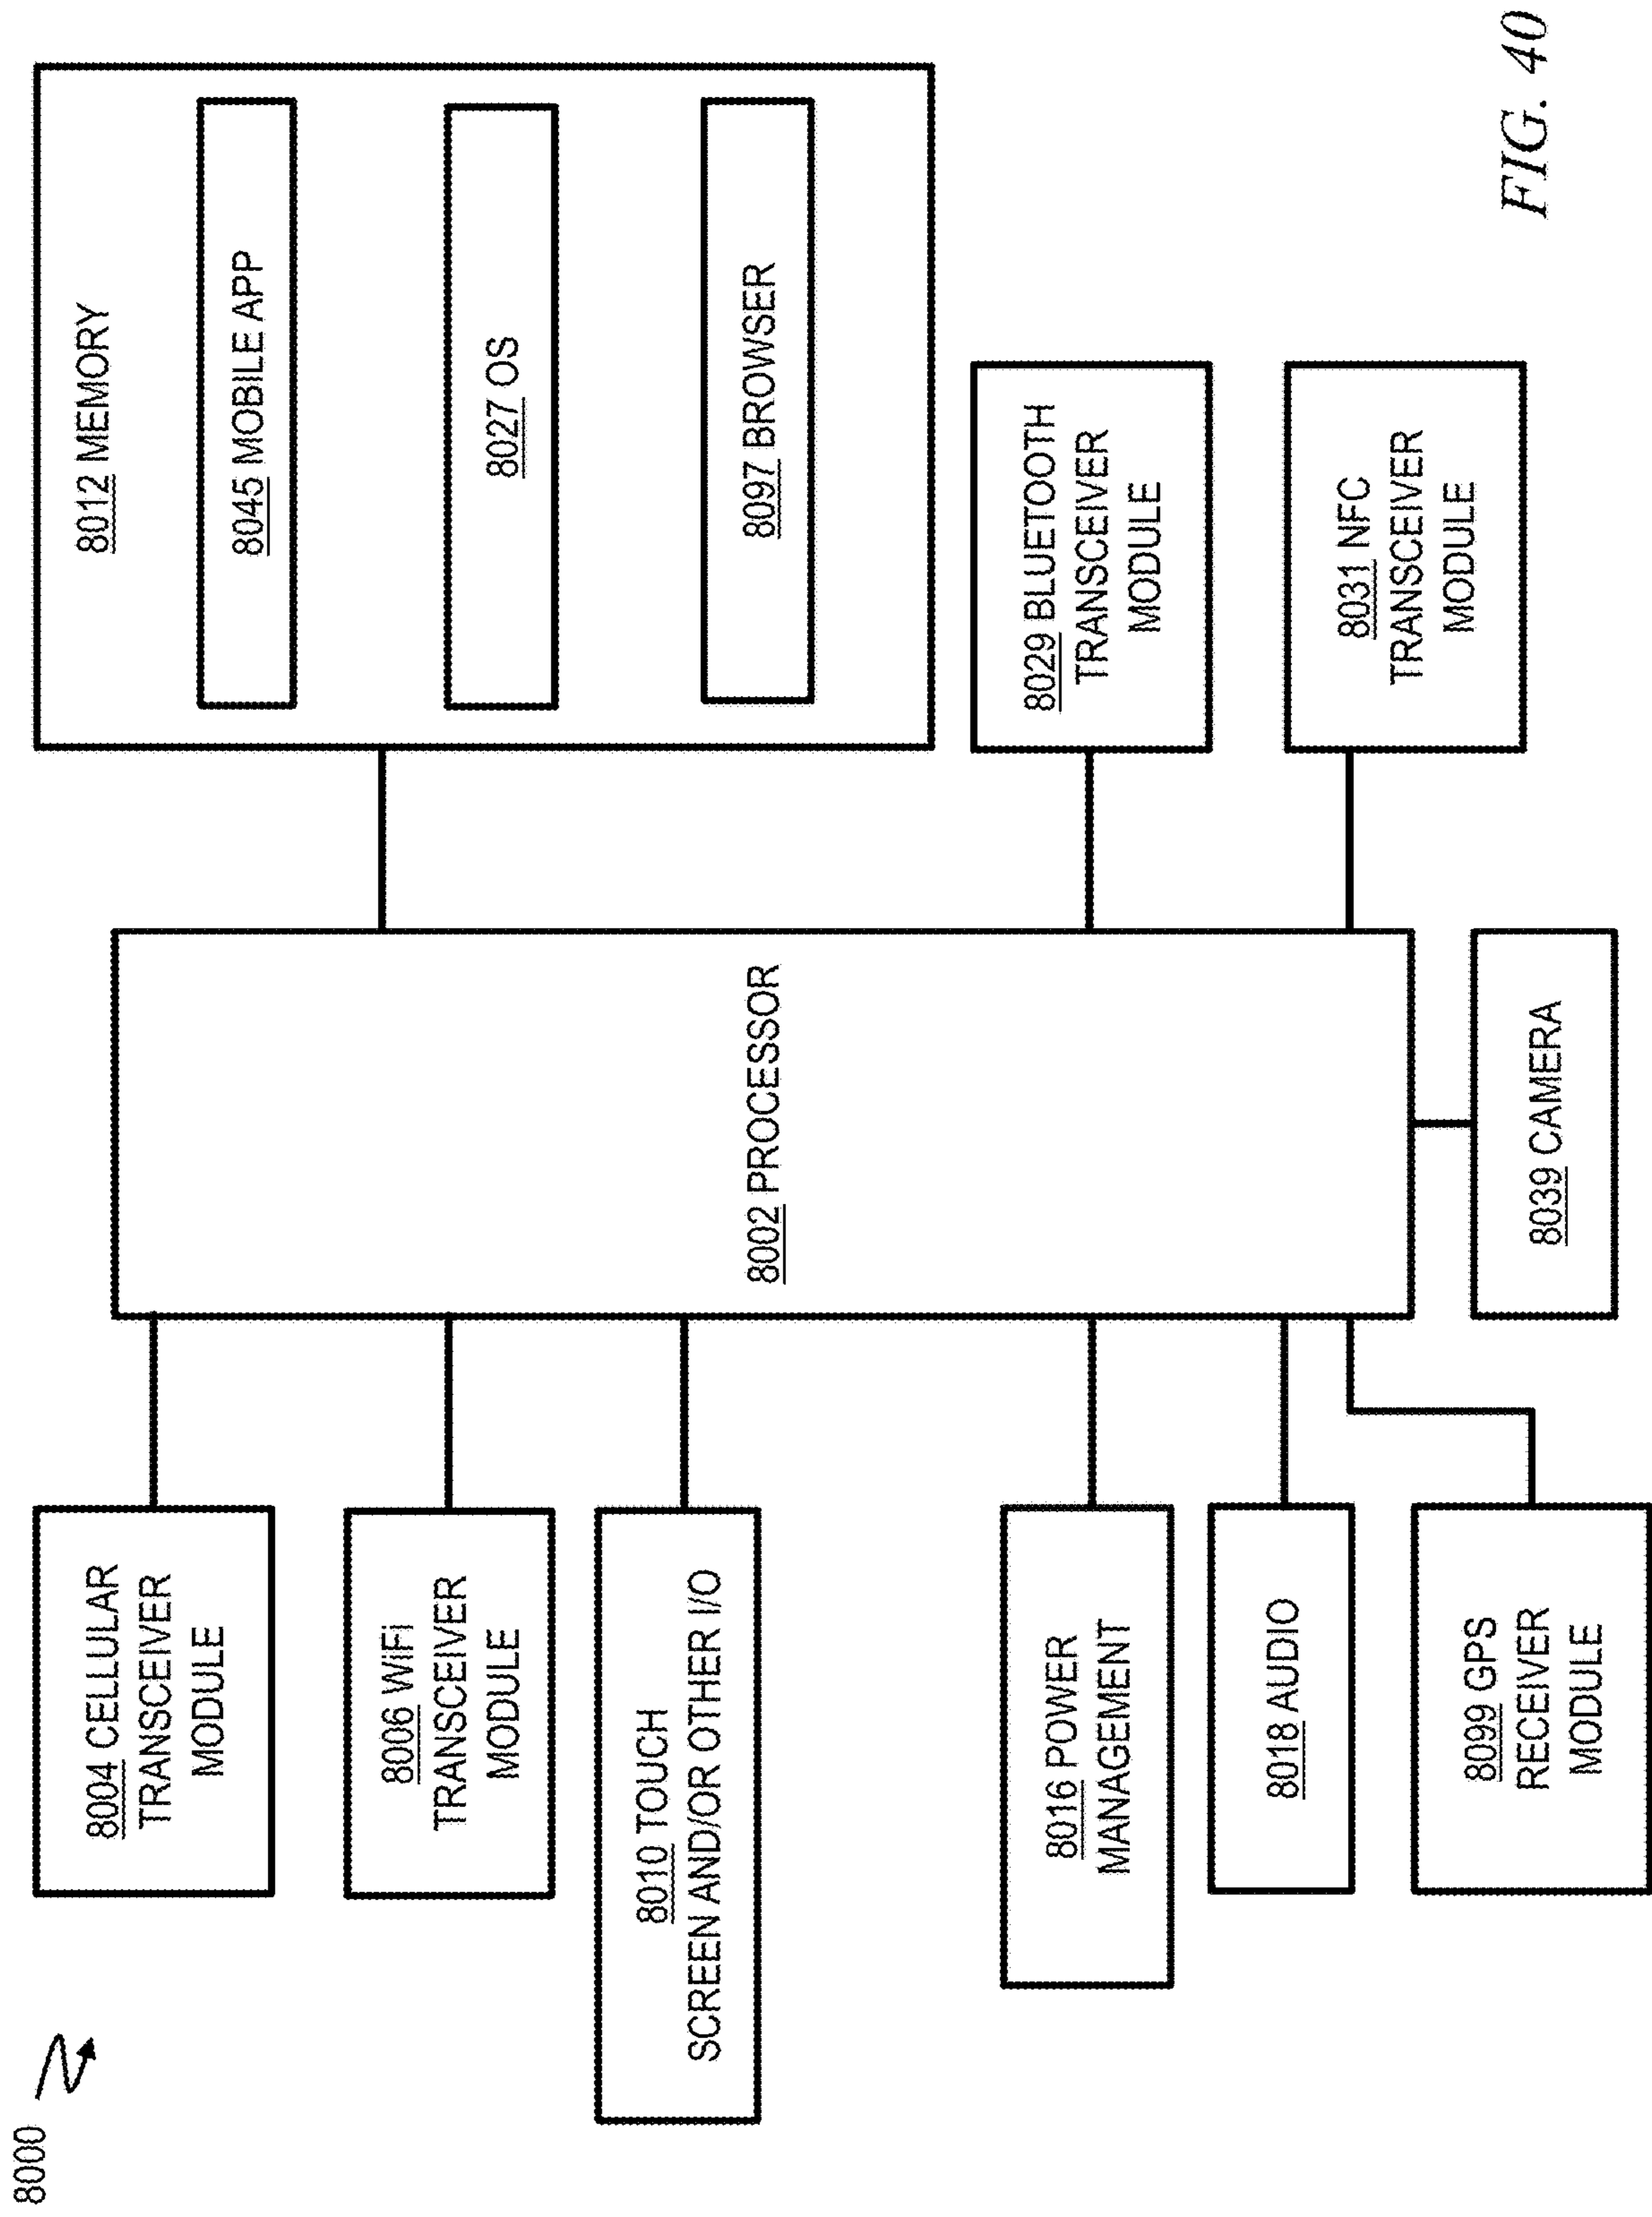 8000
8004 CELLULAR
TRANSCEIVER
MODULE
8006 WiFi
TRANSCEIVER
MODULE
8010 TOUCH
SCREEN AND/OR OTHER I/O
8016 POWER
MANAGEMENT
8018 AUDIO
8099 GPS
RECEIVER
MODULE
8002 PROCESSOR
8039 CAMERA
8012 MEMORY
8045 MOBILE APP
8027 OS
8097 BROWSER
8029 BLUETOOTH
TRANSCEIVER
MODULE
8031 NFC
TRANSCEIVER
MODULE
FIG. 40